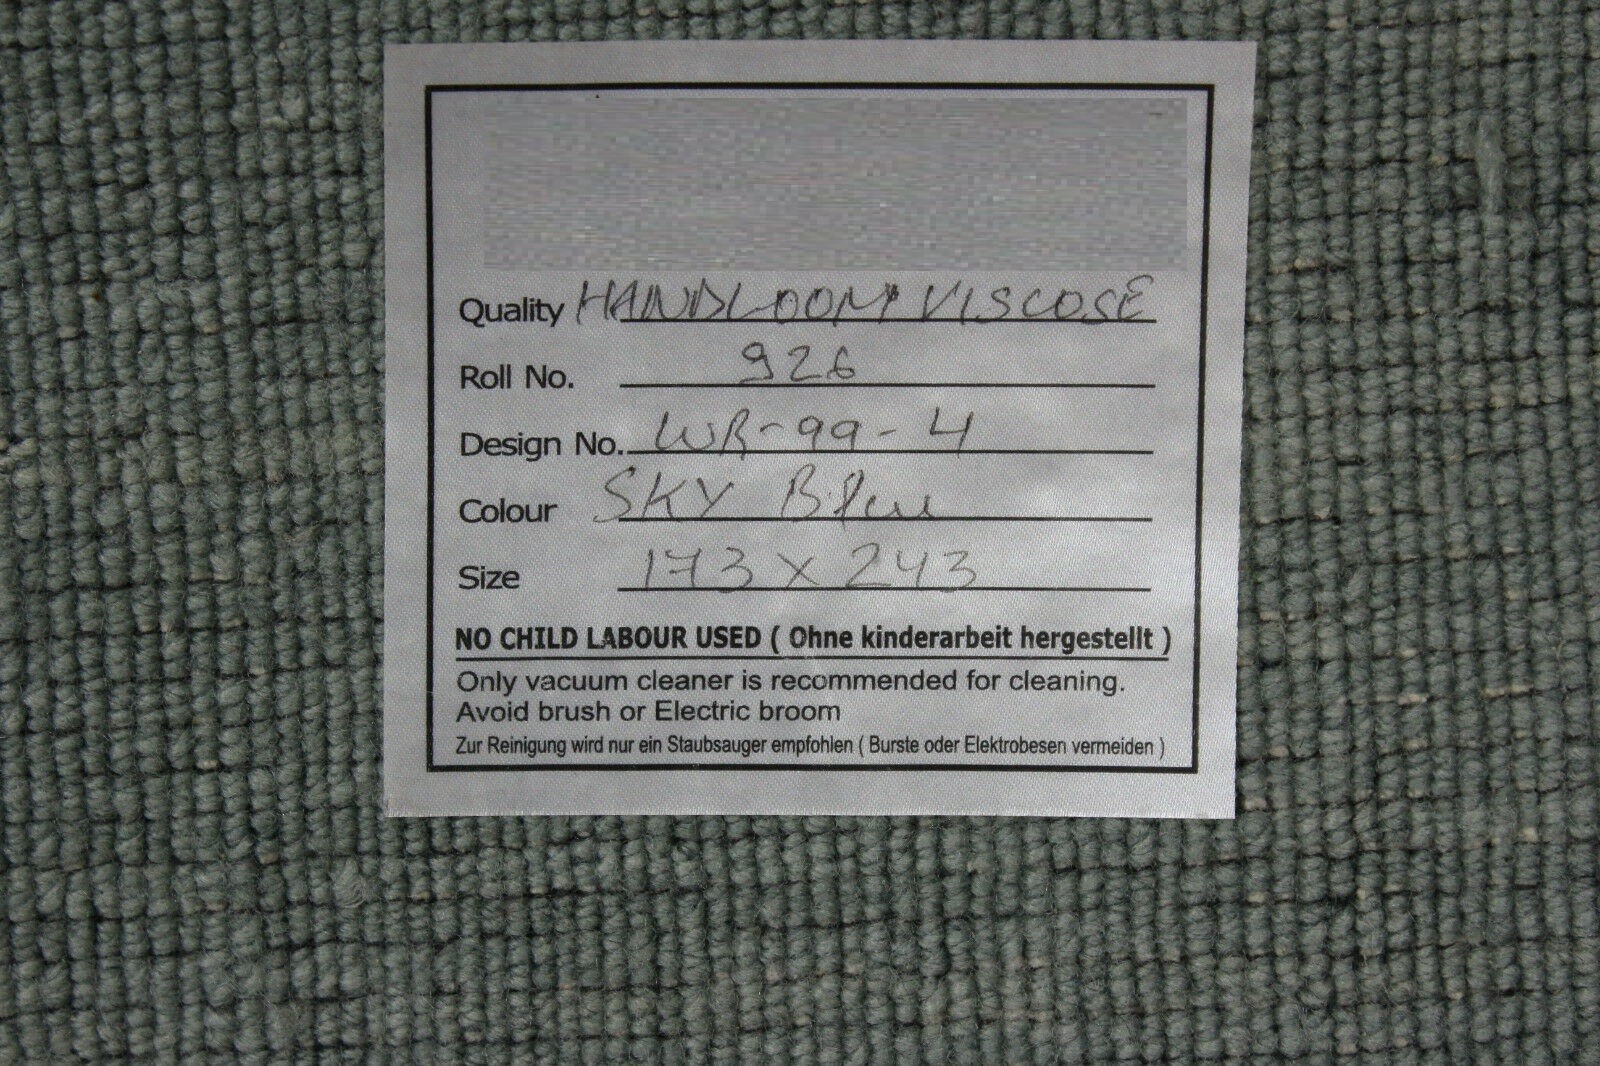 Quality HANDLOOM VISCOSE
Roll No. 926
Design No. WR-99-4
Colour SKY Blue
Size 173 x 243
NO CHILD LABOUR USED ( Ohne kinderarbeit hergestellt )
Only vacuum cleaner is recommended for cleaning.
Avoid brush or Electric broom
Zur Reinigung wird nur ein Staubsauger empfohlen ( Burste oder Elektrobesen vermeiden )